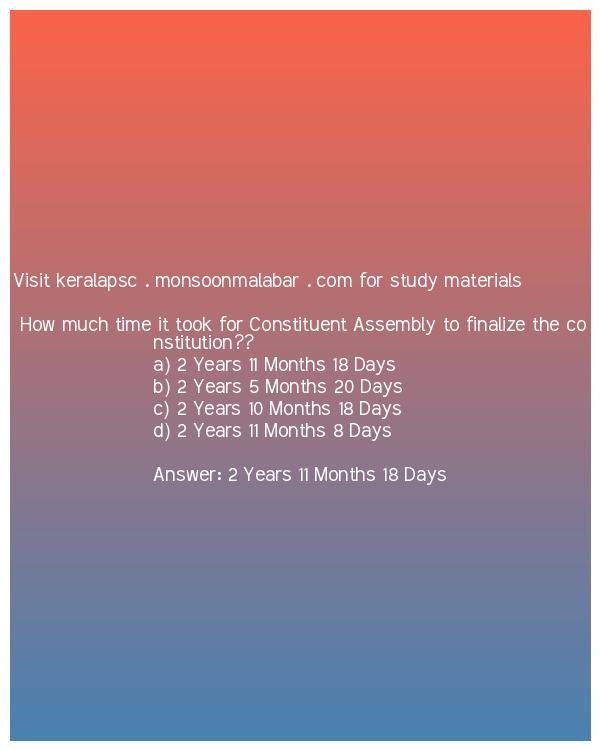 Visit keralapsc . monsoonmalabar . com for study materials
How much time it took for Constituent Assembly to finalize the co
nstitution??
a) 2 Years 11 Months 18 Days
b) 2 Years 5 Months 20 Days
c) 2 Years 10 Months 18 Days
d) 2 Years 11 Months 8 Days
Answer: 2 Years 11 Months 18 Days